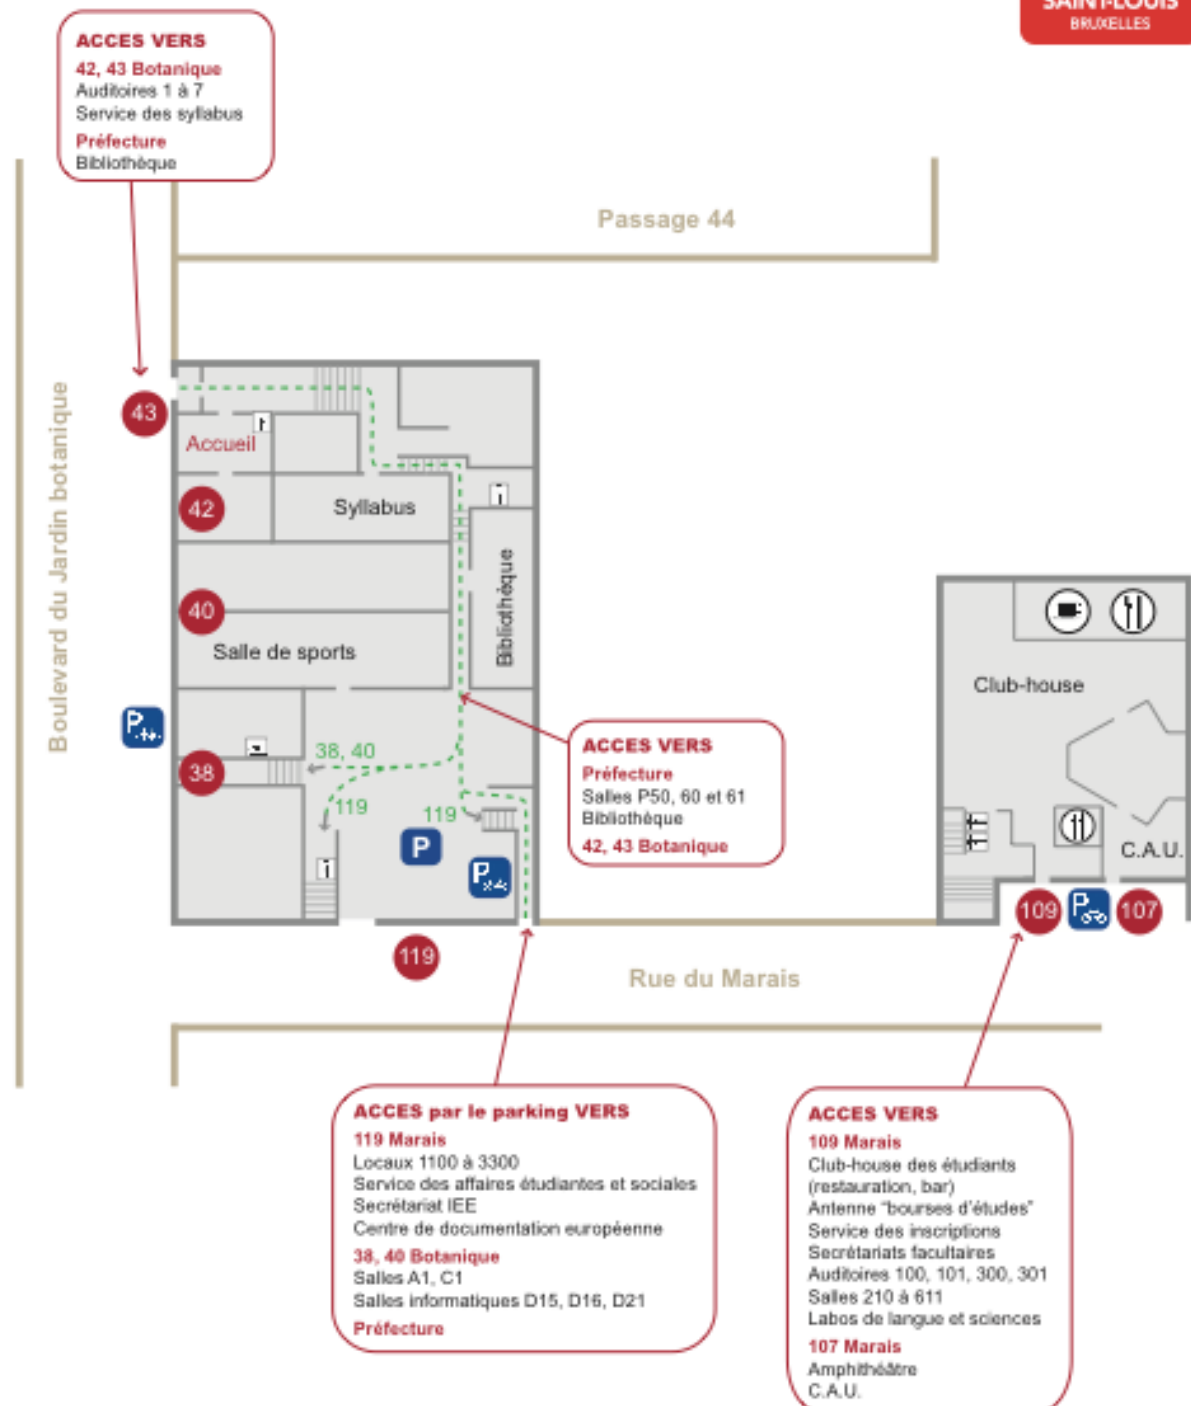 SAINT-LOUIS
BRUXELLES
ACCES VERS
42, 43 Botanique
Auditoires 1 à 7
Service des syllabus
Préfecture
Bibliothèque
Passage 44
Boulevard du Jardin botanique
43
Accueil
42
Syllabus
40
Salle de sports
Bibliothèque
P
38
38, 40
119
119
P
P
ACCES VERS
Préfecture
Salles P50, 60 et 61
Bibliothèque
42, 43 Botanique
Club-house
C.A.U.
109
P
107
119
Rue du Marais
ACCES par le parking VERS
119 Marais
Locaux 1100 à 3300
Service des affaires étudiantes et sociales
Secrétariat IEE
Centre de documentation européenne
38, 40 Botanique
Salles A1, C1
Salles informatiques D15, D16, D21
Préfecture
ACCES VERS
109 Marais
Club-house des étudiants
(restauration, bar)
Antenne "bourses d'études"
Service des inscriptions
Secrétariats facultaires
Auditoires 100, 101, 300, 301
Salles 210 à 611
Labos de langue et sciences
107 Marais
Amphithéâtre
C.A.U.